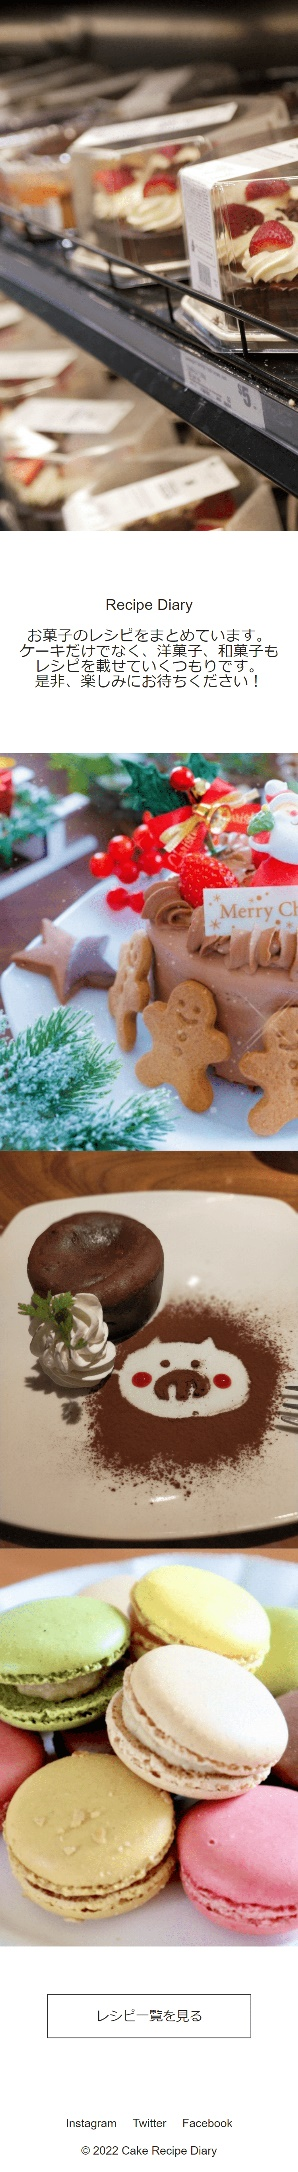 $5
Recipe Diary
お菓子のレシピをまとめています。
ケーキだけでなく、洋菓子、和菓子も
レシピを載せていくつもりです。
是非、楽しみにお待ちください！
Merry Ch
レシピ一覧を見る
Instagram Twitter Facebook
© 2022 Cake Recipe Diary